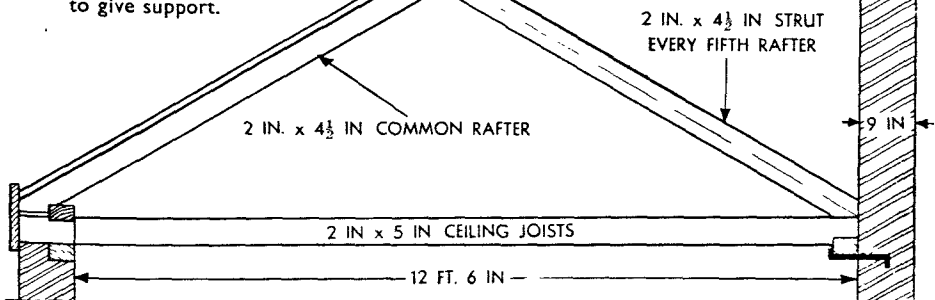 to give support.
2 IN. x 4½ IN STRUT
EVERY FIFTH RAFTER
2 IN. x 4½ IN COMMON RAFTER
9 IN
2 IN x 5 IN CEILING JOISTS
12 FT. 6 IN